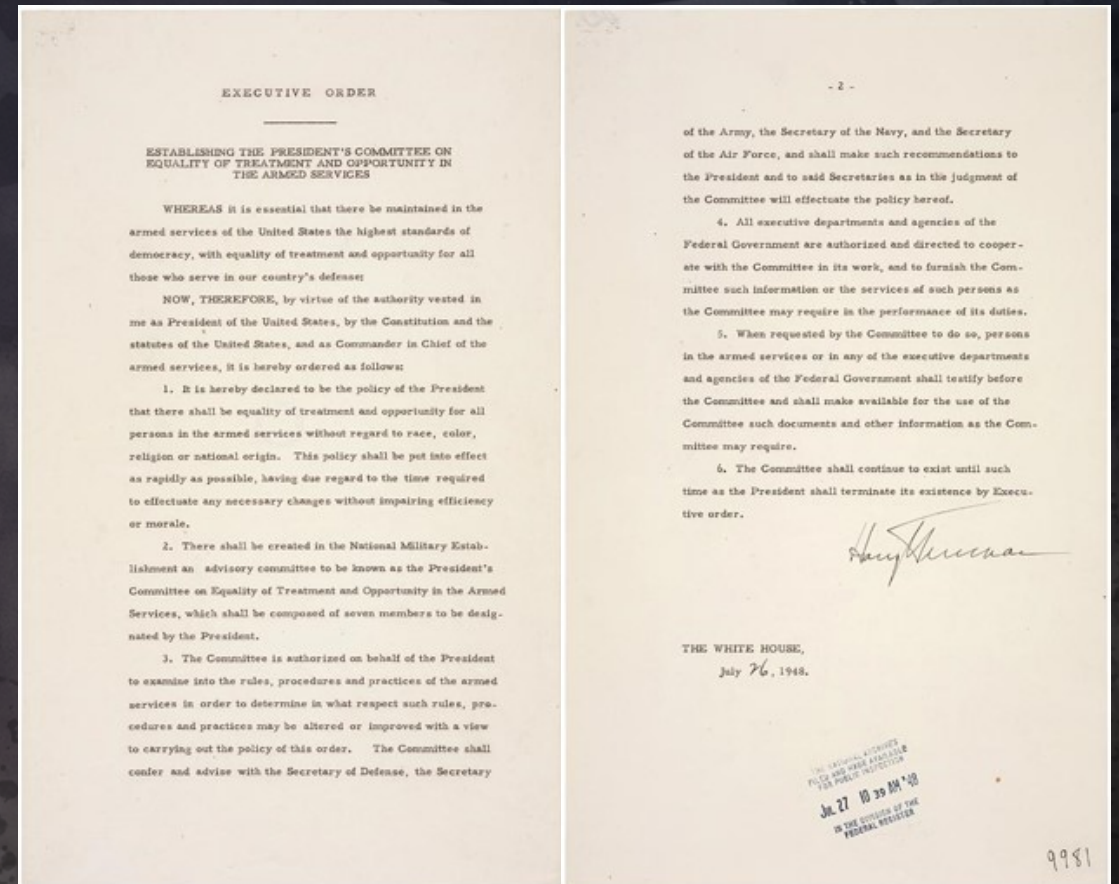 EXECUTIVE ORDER
ESTABLISHING THE PRESIDENT'S COMMITTEE ON
EQUALITY OF TREATMENT AND OPPORTUNITY IN
THE ARMED SERVICES
WHEREAS it is essential that there be maintained in the
armed services of the United States the highest standards of
democracy, with equality of treatment and opportunity for all
those who serve in our country's defense:
NOW, THEREFORE, by virtue of the authority vested in
me as President of the United States, by the Constitution and the
statutes of the United States, and as Commander in Chief of the
armed services, it is hereby ordered as follows:
1. It is hereby declared to be the policy of the President
that there shall be equality of treatment and opportunity for all
persons in the armed services without regard to race, color,
religion or national origin. This policy shall be put into effect
as rapidly as possible, having due regard to the time required
to effectuate any necessary changes without impairing efficiency
or morale.
2. There shall be created in the National Military Estab-
lishment an advisory committee to be known as the President's
Committee on Equality of Treatment and Opportunity in the Armed
Services, which shall be composed of seven members to be desig-
nated by the President.
3. The Committee is authorized on behalf of the President
to examine into the rules, procedures and practices of the armed
services in order to determine in what respect such rules, pro-
cedures and practices may be altered or improved with a view
to carrying out the policy of this order. The Committee shall
confer and advise with the Secretary of Defense, the Secretary
- 2 -
of the Army, the Secretary of the Navy, and the Secretary
of the Air Force, and shall make such recommendations to
the President and to said Secretaries as in the judgment of
the Committee will effectuate the policy hereof.
4. All executive departments and agencies of the
Federal Government are authorized and directed to cooper-
ate with the Committee in its work, and to furnish the Com-
mittee such information or the services of such persons as
the Committee may require in the performance of its duties.
5. When requested by the Committee to do so, persons
in the armed services or in any of the executive departments
and agencies of the Federal Government shall testify before
the Committee and shall make available for the use of the
Committee such documents and other information as the Com-
mittee may require.
6. The Committee shall continue to exist until such
time as the President shall terminate its existence by Execu-
tive order.
Harry Truman
THE WHITE HOUSE,
July 26, 1948.
THE NATIONAL ARCHIVES
FILED AND MADE AVAILABLE
FOR PUBLIC INSPECTION
JUL 27 10 39 AM '48
IN THE DIVISION OF THE
FEDERAL REGISTER
9981